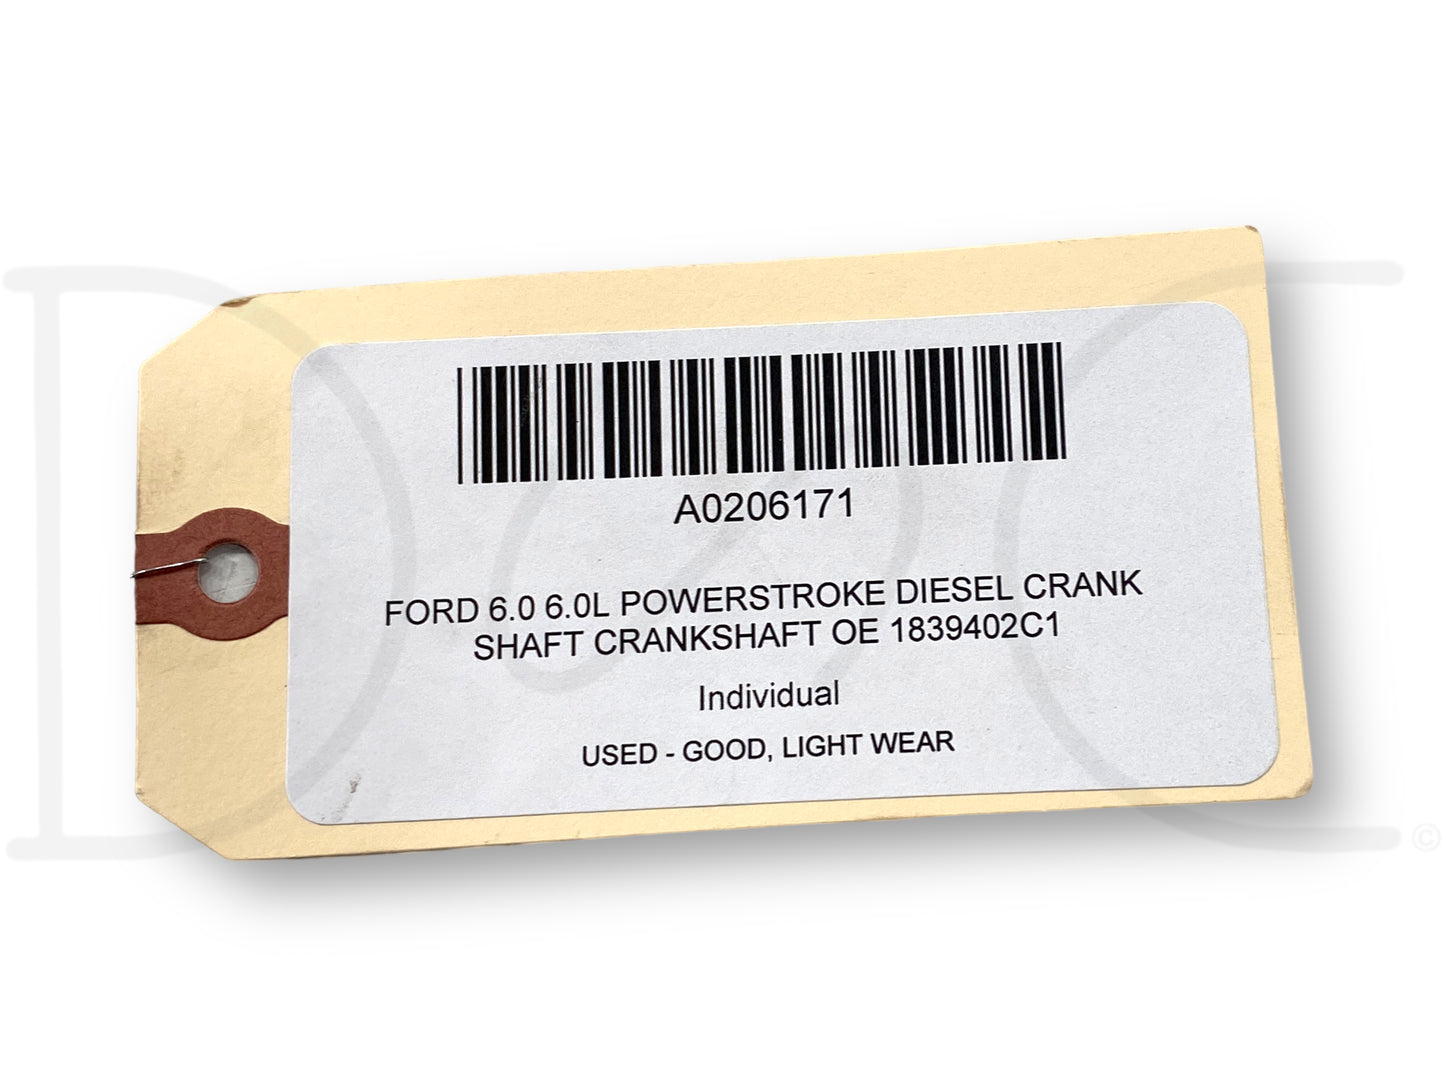 A0206171
FORD 6.0 6.0L POWERSTROKE DIESEL CRANK
SHAFT CRANKSHAFT OE 1839402C1
Individual
USED - GOOD, LIGHT WEAR
©